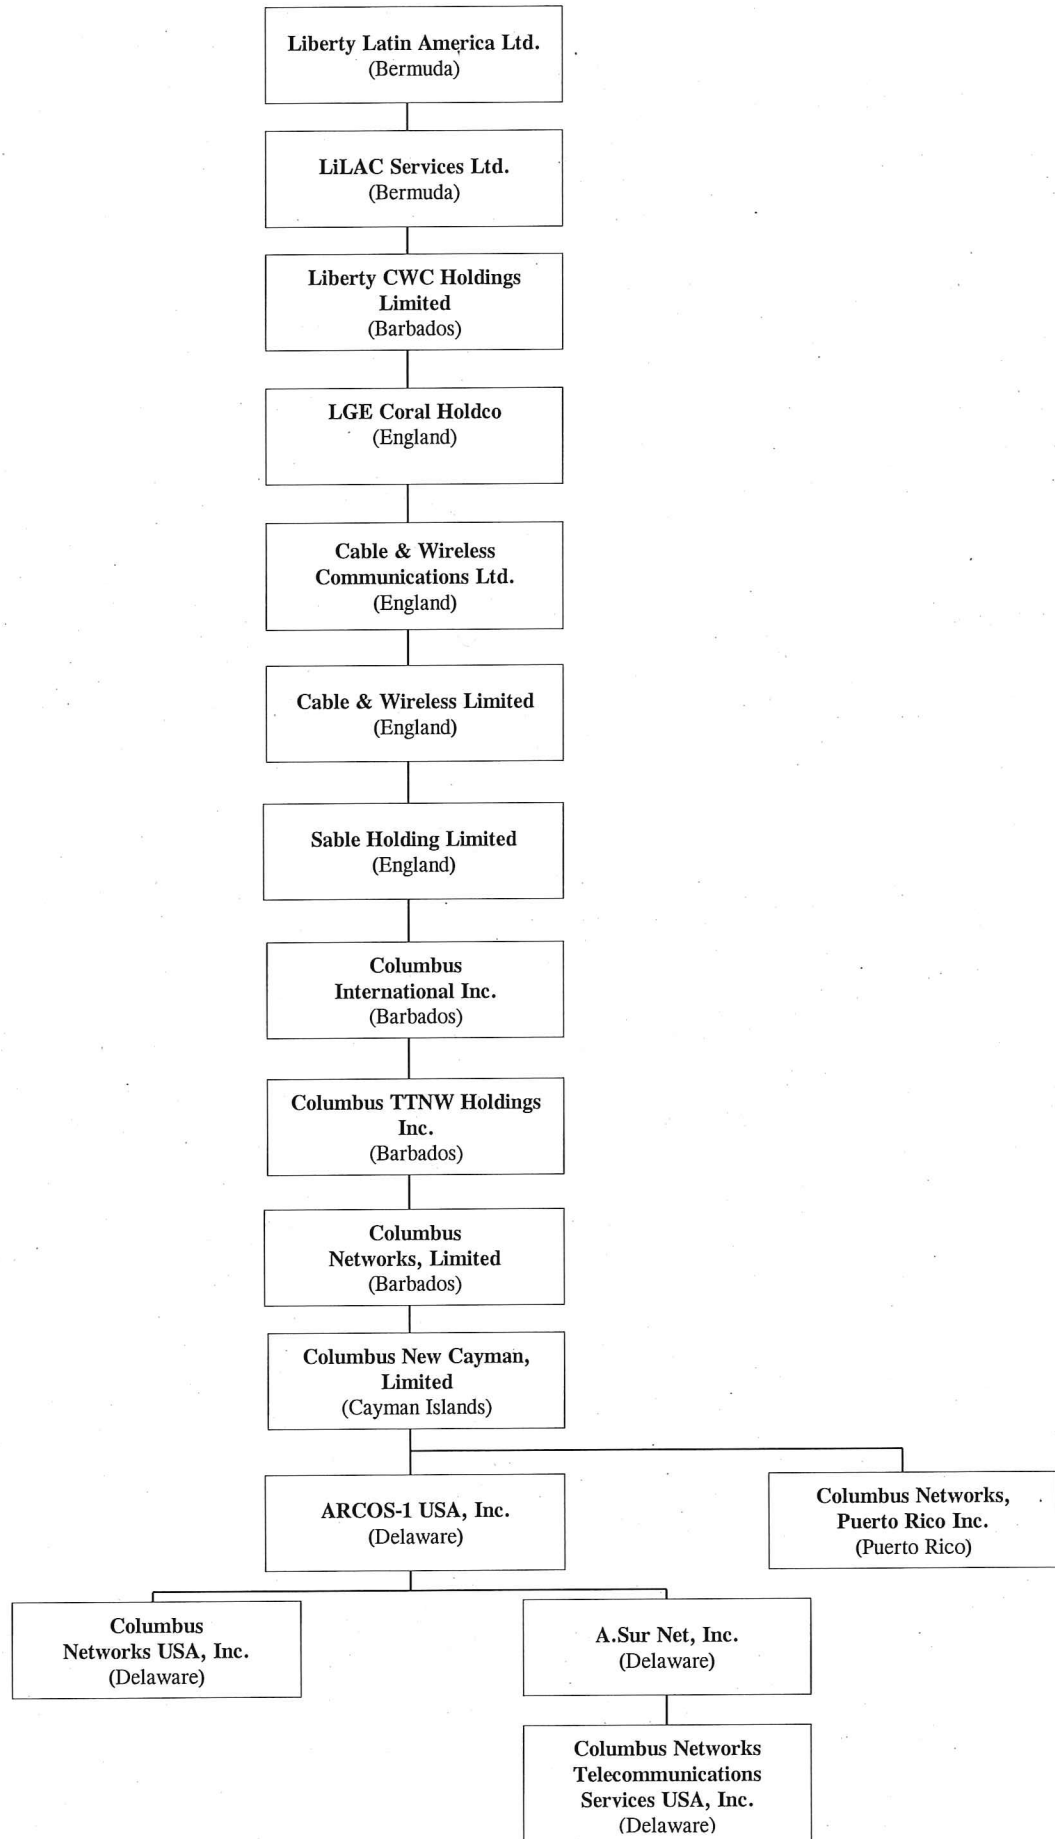 Liberty Latin America Ltd.
(Bermuda)
LiLAC Services Ltd.
(Bermuda)
Liberty CWC Holdings
Limited
(Barbados)
LGE Coral Holdco
(England)
Cable & Wireless
Communications Ltd.
(England)
Cable & Wireless Limited
(England)
Sable Holding Limited
(England)
Columbus
International Inc.
(Barbados)
Columbus TTNW Holdings
Inc.
(Barbados)
Columbus
Networks, Limited
(Barbados)
Columbus New Cayman,
Limited
(Cayman Islands)
ARCOS-1 USA, Inc.
(Delaware)
Columbus Networks,
Puerto Rico Inc.
(Puerto Rico)
Columbus
Networks USA, Inc.
(Delaware)
A.Sur Net, Inc.
(Delaware)
Columbus Networks
Telecommunications
Services USA, Inc.
(Delaware)